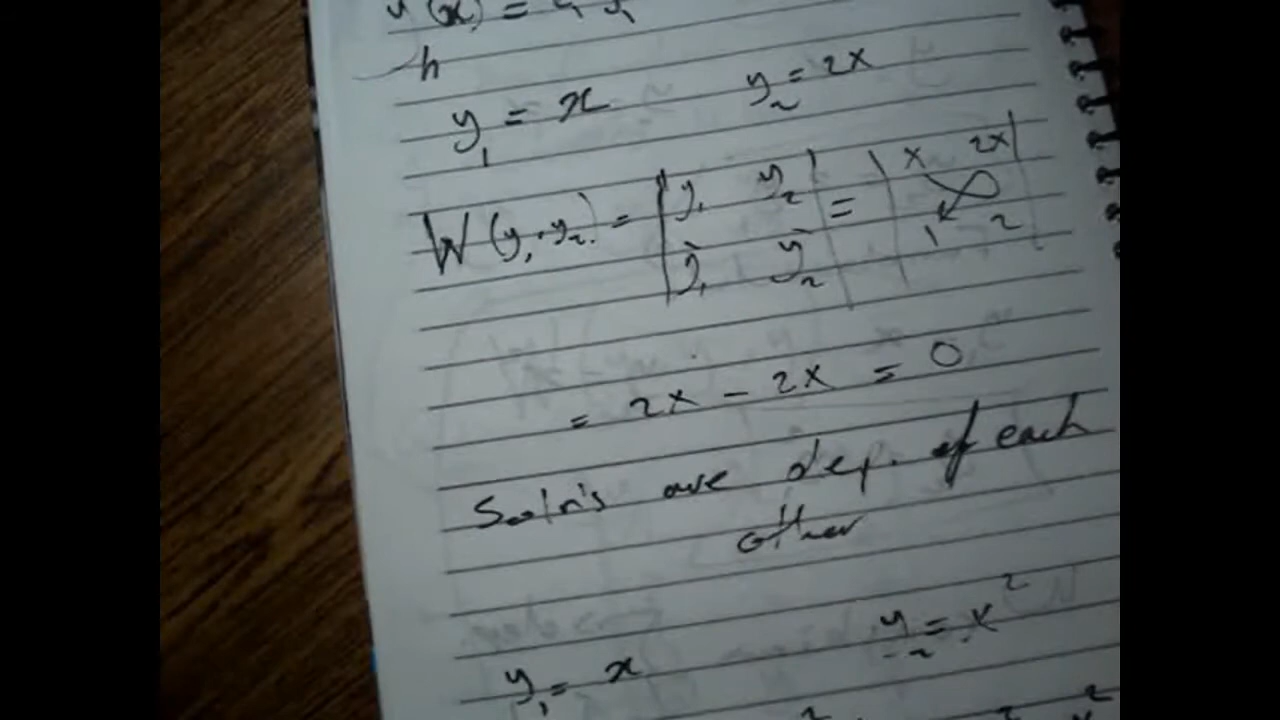 (x) =
h
y₁ = x y₂ = 2x
W(y₁, y₂) = | y₁ y₂ | = | x 2x |
| y₁' y₂' | | 1 2 |
= 2x - 2x = 0
Soln's are dep. of each
other
y₁ = x y₂ = x²